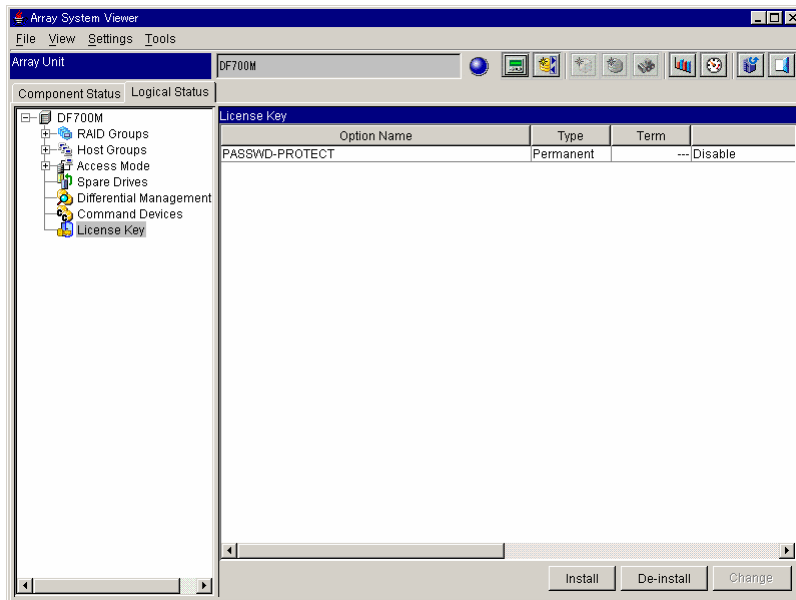 Array System Viewer
File View Settings Tools
Array Unit DF700M
Component Status Logical Status
DF700M
RAID Groups
Host Groups
Access Mode
Spare Drives
Differential Management
Command Devices
License Key
License Key
Option Name Type Term
PASSWD-PROTECT Permanent --- Disable
Install De-install Change